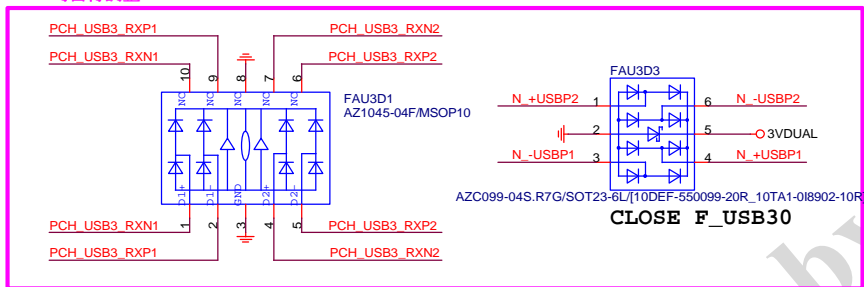 PCH_USB3_RXP1
PCH_USB3_RXN2
PCH_USB3_RXN1
PCH_USB3_RXP2
10
9
8
7
6
NC
NC
NC
NC
FAU3D1
AZ1045-04F/MSOP10
D1+
D1-
GND
D2+
D2-
1
2
3
4
5
PCH_USB3_RXN1
PCH_USB3_RXP2
PCH_USB3_RXP1
PCH_USB3_RXN2
FAU3D3
N_+USBP2
1
6
N_-USBP2
2
5
3VDUAL
N_-USBP1
3
4
N_+USBP1
AZC099-04S.R7G/SOT23-6L/[10DEF-550099-20R_10TA1-0I8902-10R
CLOSE F_USB30
by